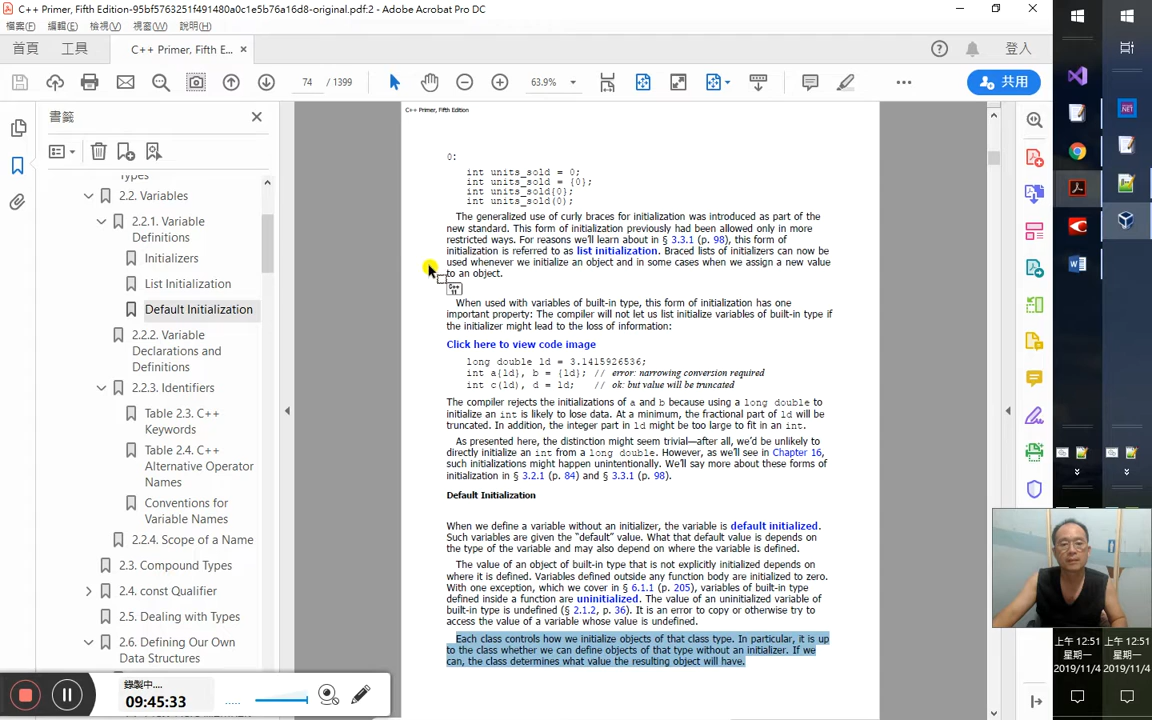 C++ Primer, Fifth Edition-95bf5763251f491480a0c1e5b76a16d8-original.pdf.2 - Adobe Acrobat Pro DC
檔案(F) 編輯(E) 檢視(V) 視窗(W) 說明(H)
首頁 工具 C++ Primer, Fifth E... × 登入
74 / 1399 63.9% 共用
書籤
Types
2.2. Variables
2.2.1. Variable
Definitions
Initializers
List Initialization
Default Initialization
2.2.2. Variable
Declarations and
Definitions
2.2.3. Identifiers
Table 2.3. C++
Keywords
Table 2.4. C++
Alternative Operator
Names
Conventions for
Variable Names
2.2.4. Scope of a Name
2.3. Compound Types
2.4. const Qualifier
2.5. Dealing with Types
2.6. Defining Our Own
Data Structures
C++ Primer, Fifth Edition
0:
int units_sold = 0;
int units_sold = {0};
int units_sold{0};
int units_sold(0);
The generalized use of curly braces for initialization was introduced as part of the
new standard. This form of initialization previously had been allowed only in more
restricted ways. For reasons we'll learn about in § 3.3.1 (p. 98), this form of
initialization is referred to as list initialization. Braced lists of initializers can now be
used whenever we initialize an object and in some cases when we assign a new value
to an object.
C++
11
When used with variables of built-in type, this form of initialization has one
important property: The compiler will not let us list initialize variables of built-in type if
the initializer might lead to the loss of information:
Click here to view code image
long double ld = 3.1415926536;
int a{ld}, b = {ld}; // error: narrowing conversion required
int c(ld), d = ld; // ok: but value will be truncated
The compiler rejects the initializations of a and b because using a long double to
initialize an int is likely to lose data. At a minimum, the fractional part of ld will be
truncated. In addition, the integer part in ld might be too large to fit in an int.
As presented here, the distinction might seem trivial—after all, we'd be unlikely to
directly initialize an int from a long double. However, as we'll see in Chapter 16,
such initializations might happen unintentionally. We'll say more about these forms of
initialization in § 3.2.1 (p. 84) and § 3.3.1 (p. 98).
Default Initialization
When we define a variable without an initializer, the variable is default initialized.
Such variables are given the "default" value. What that default value is depends on
the type of the variable and may also depend on where the variable is defined.
The value of an object of built-in type that is not explicitly initialized depends on
where it is defined. Variables defined outside any function body are initialized to zero.
With one exception, which we cover in § 6.1.1 (p. 205), variables of built-in type
defined inside a function are uninitialized. The value of an uninitialized variable of
built-in type is undefined (§ 2.1.2, p. 36). It is an error to copy or otherwise try to
access the value of a variable whose value is undefined.
Each class controls how we initialize objects of that class type. In particular, it is up
to the class whether we can define objects of that type without an initializer. If we
can, the class determines what value the resulting object will have.
錄製中...
09:45:33
.NET
上午 12:51 上午 12:51
星期一 星期一
2019/11/4 2019/11/4